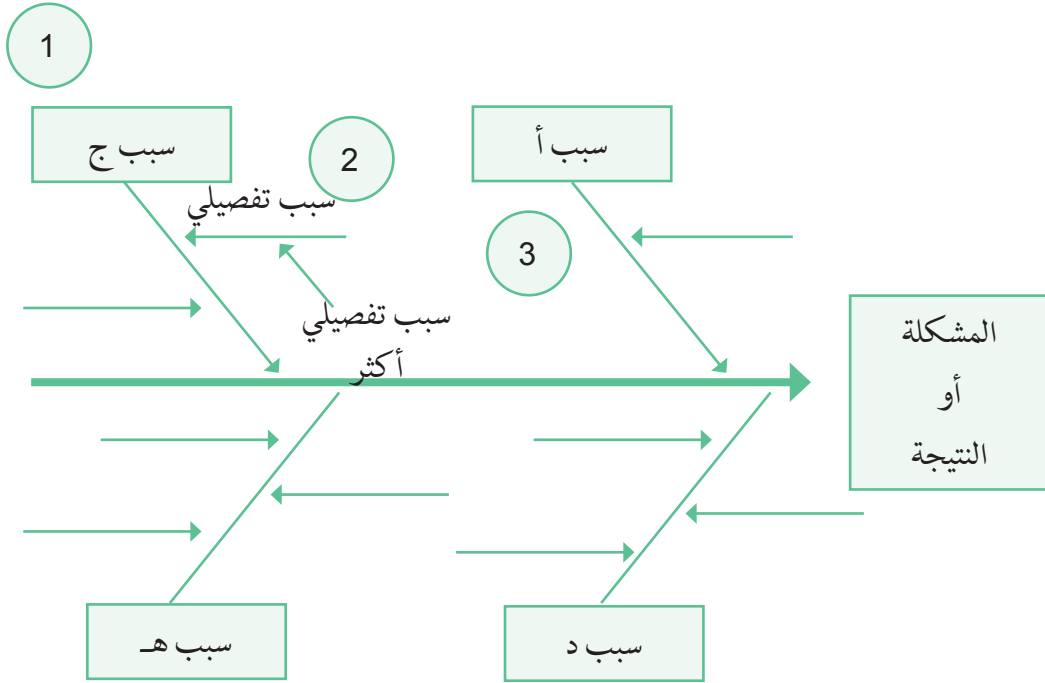 1
سبب أ
سبب ج
2
سبب تفصيلي
3
سبب تفصيلي
أكثر
المشكلة
أو
النتيجة
سبب د
سبب هـ